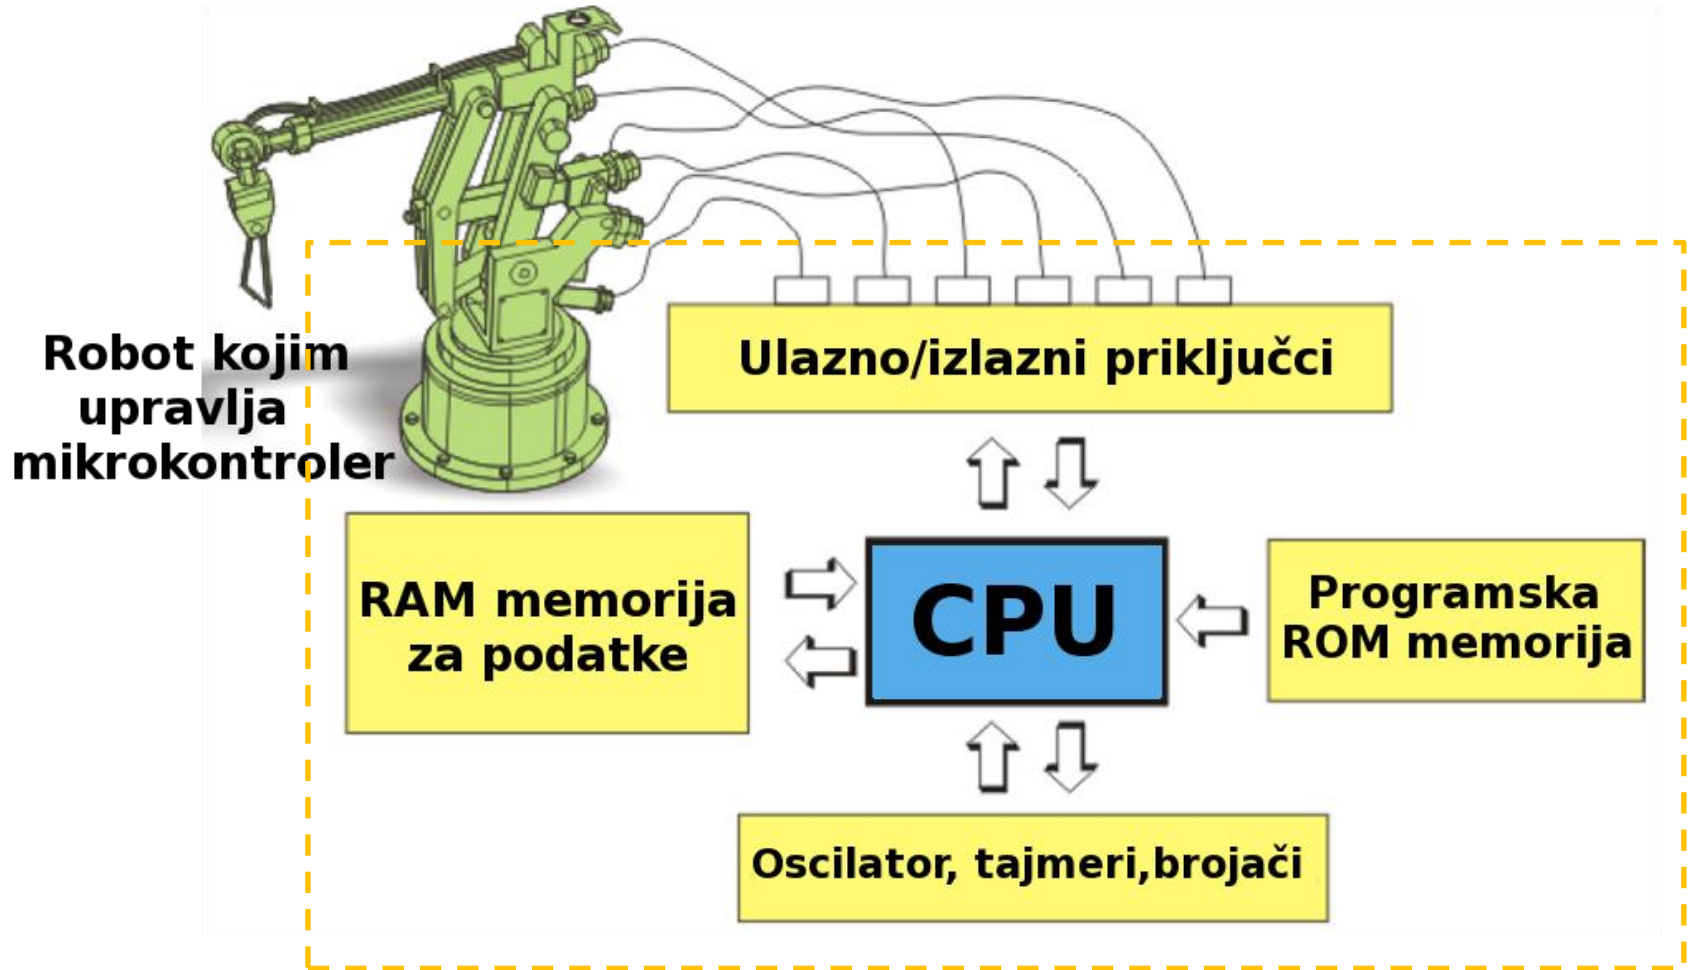 Robot kojim
upravlja
mikrokontroler
Ulazno/izlazni priključci
RAM memorija
za podatke
CPU
Programska
ROM memorija
Oscilator, tajmeri,brojači